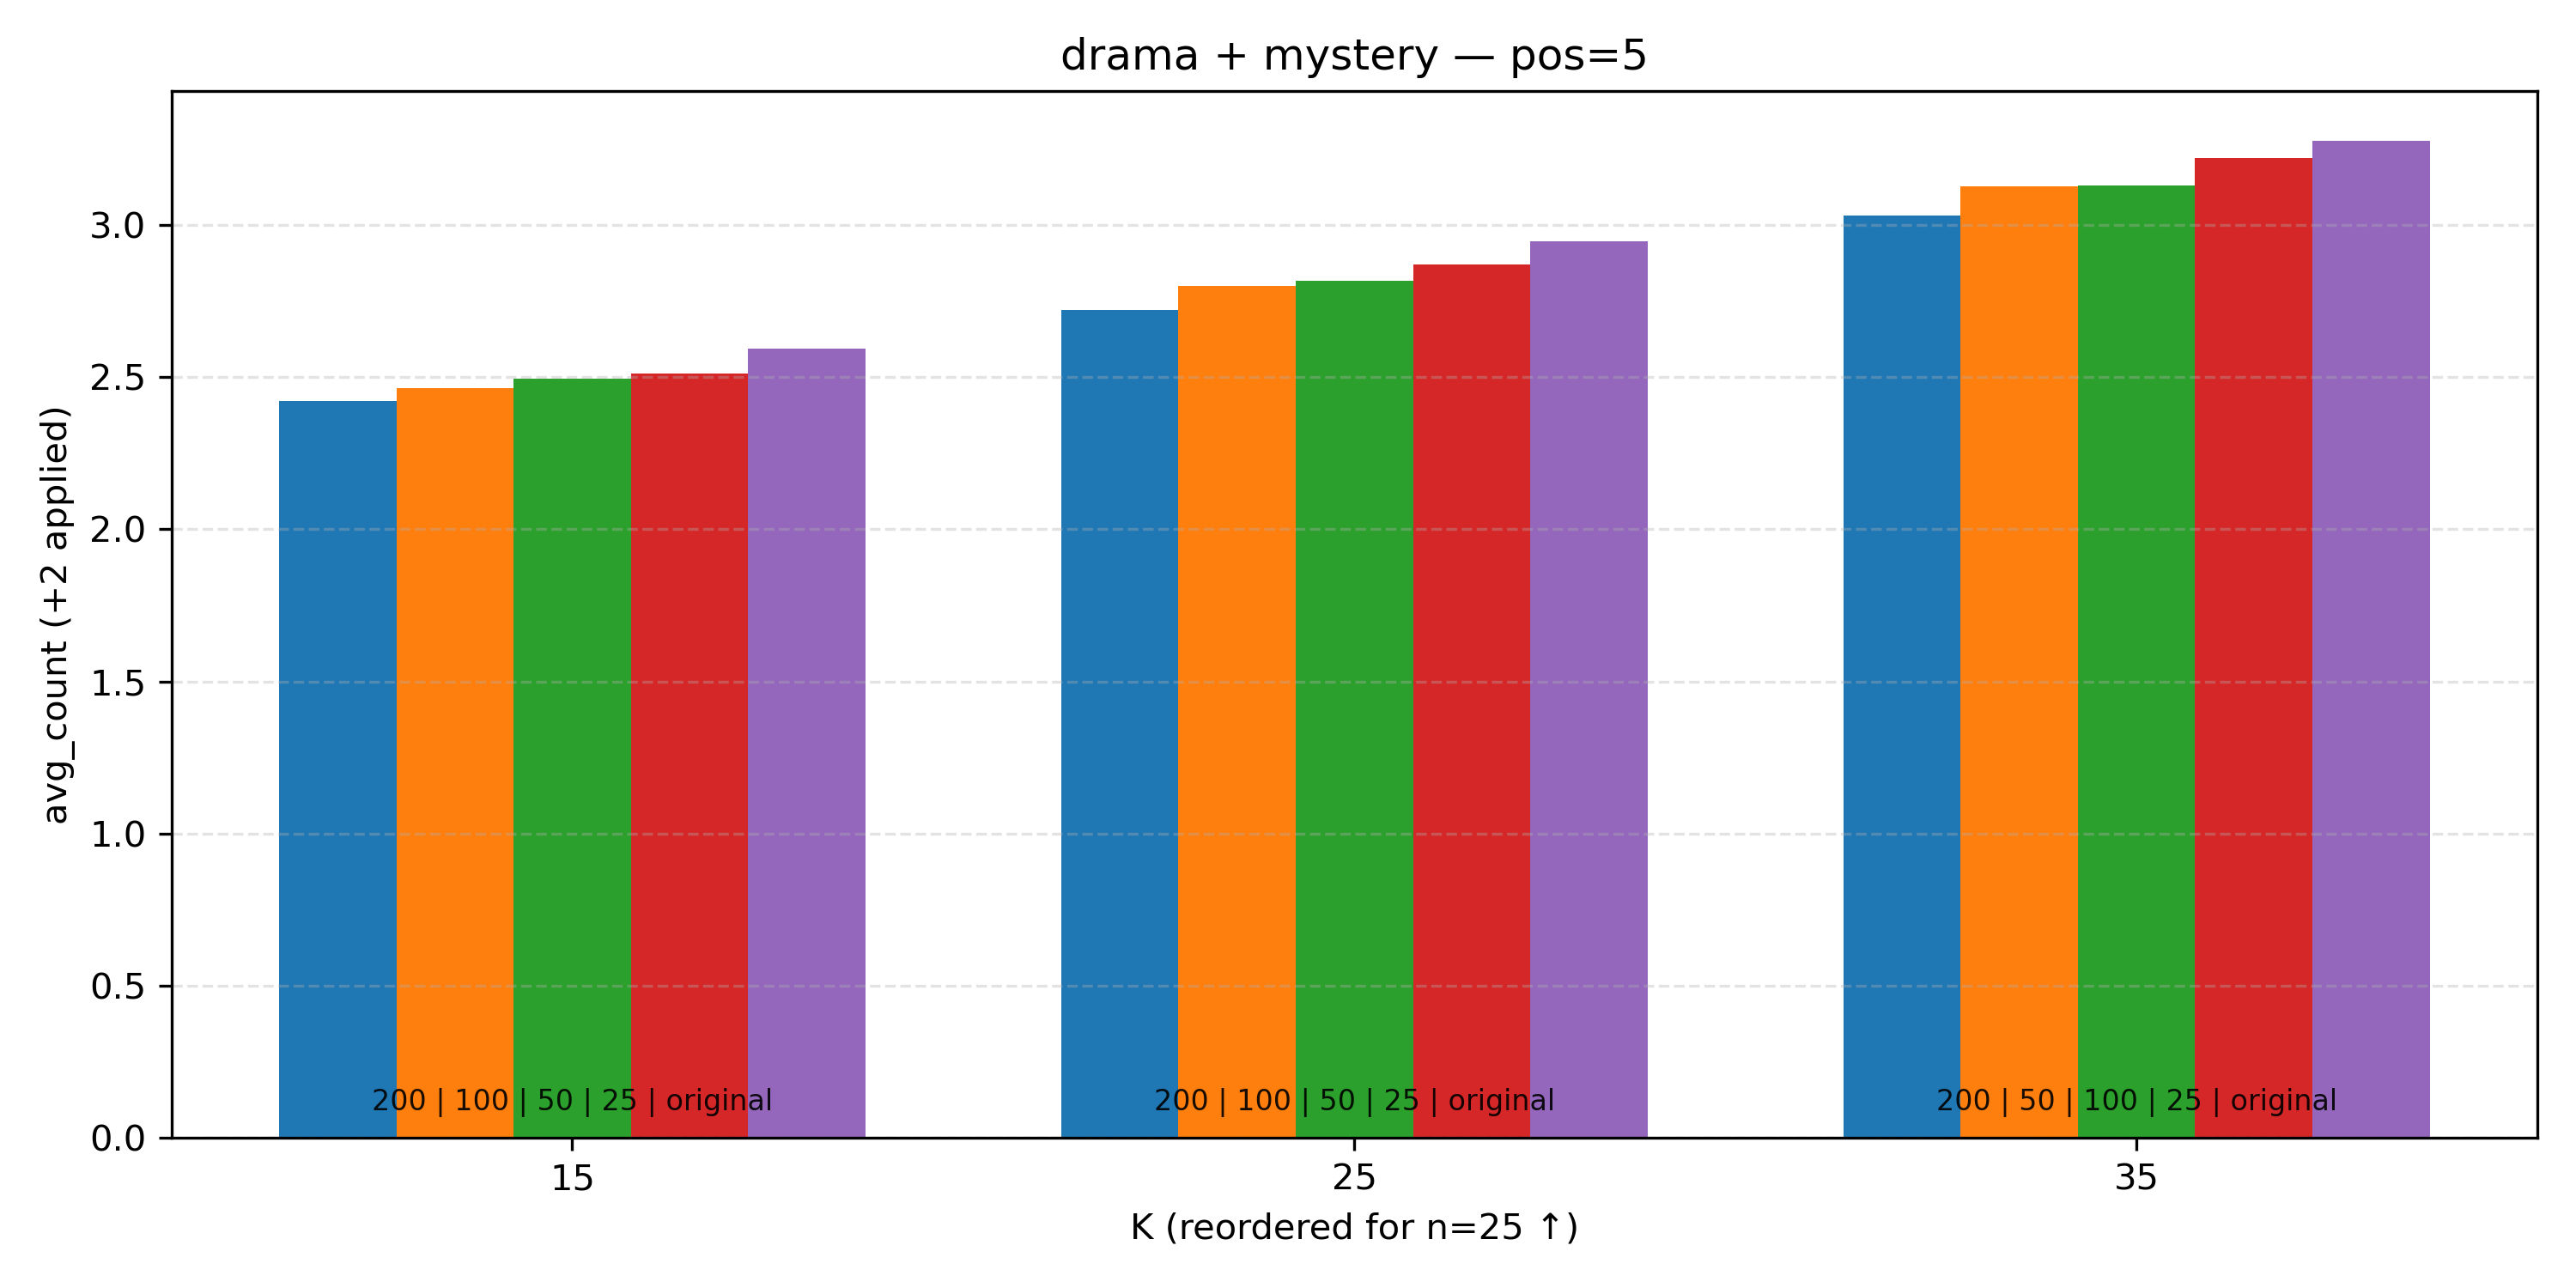 drama + mystery — pos=5
avg_count (+2 applied)
3.0
2.5
2.0
1.5
1.0
0.5
0.0
200 | 100 | 50 | 25 | original
200 | 100 | 50 | 25 | original
200 | 50 | 100 | 25 | original
15
25
35
K (reordered for n=25 ↑)